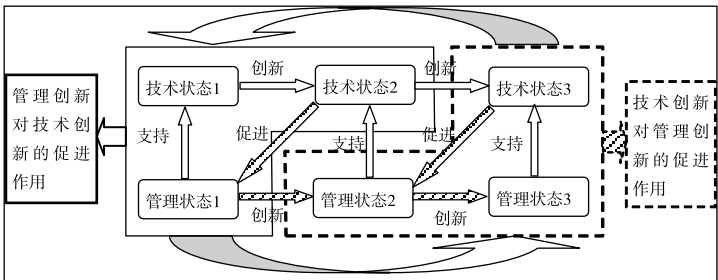 创新
创新
技术状态1
技术状态2
技术状态3
管理创新
对技术创
新的促进
作用
技术创新
对管理创
新的促进
作用
支持
促进
支持
促进
支持
管理状态1
管理状态2
管理状态3
创新
创新